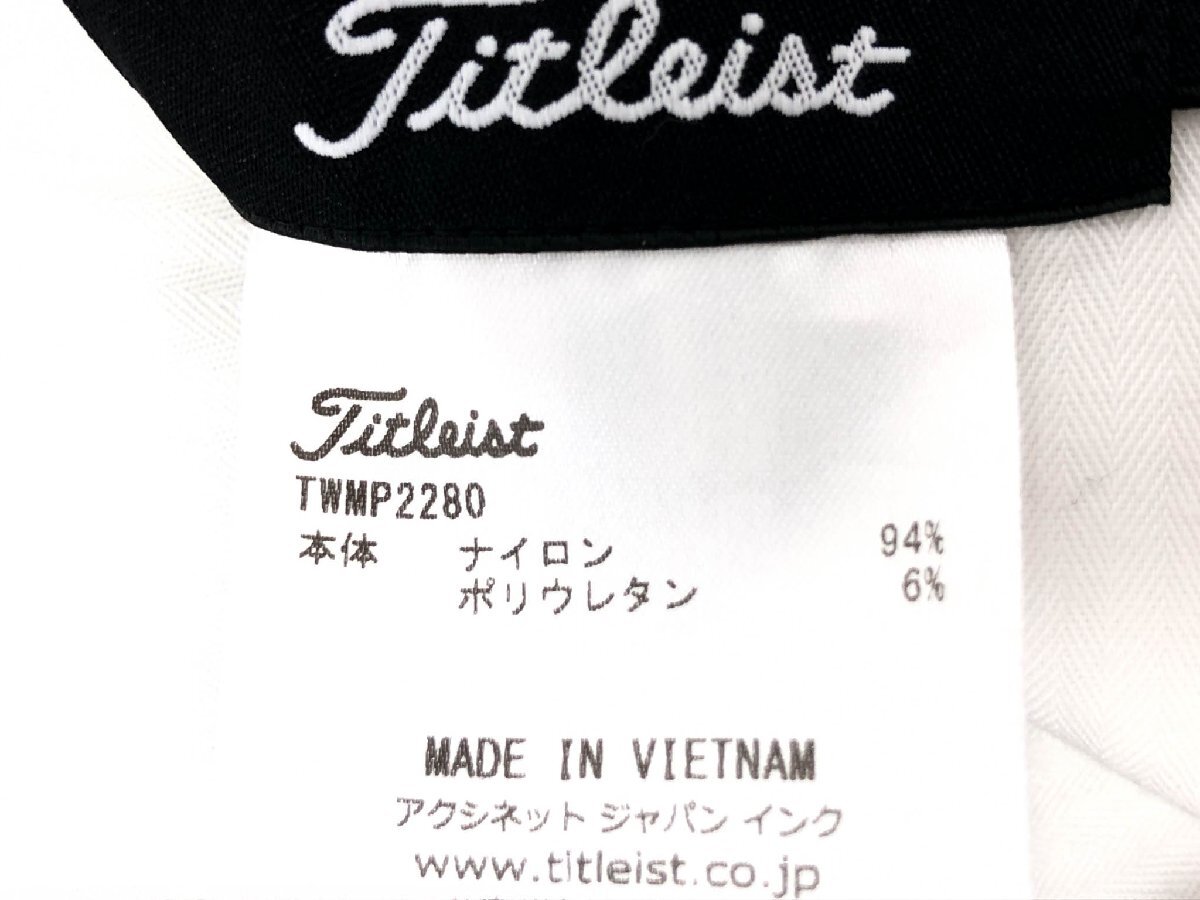 Titleist
Titleist
TWMP2280
本体 ナイロン 94%
ポリウレタン 6%
MADE IN VIETNAM
アクシネット ジャパン インク
www.titleist.co.jp